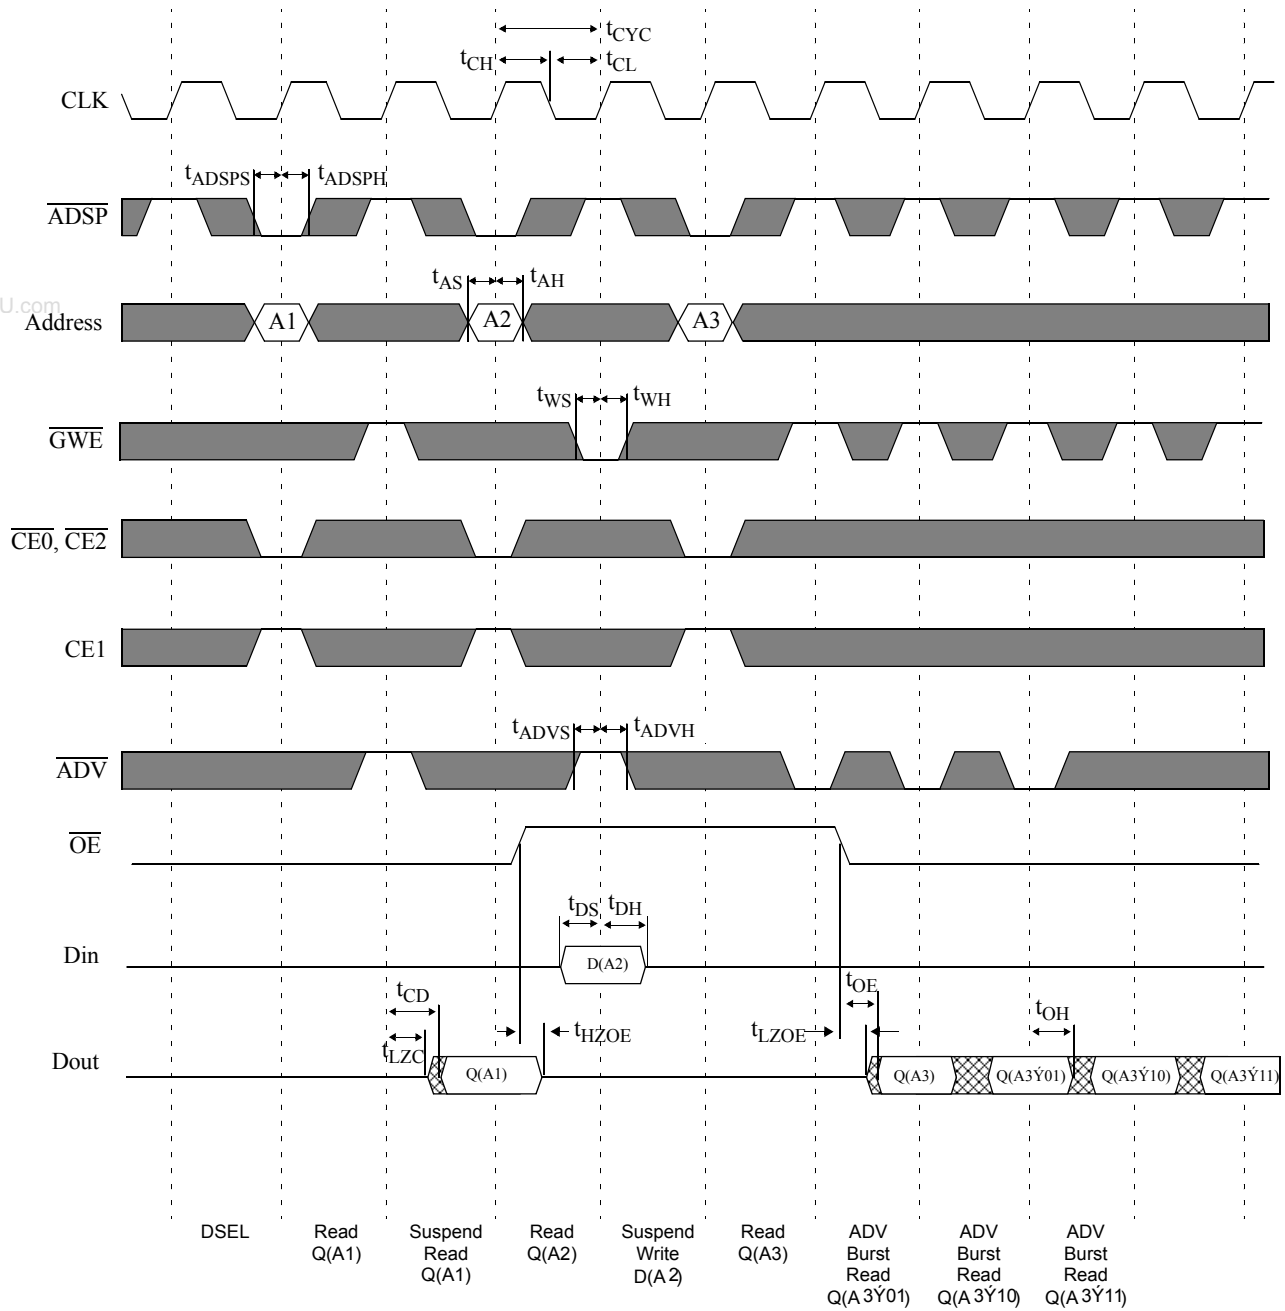 tCYC
tCH
tCL
CLK
tADSPS
tADSPH
ADSP
tAS
tAH
U.com
Address
A1
A2
A3
tWS
tWH
GWE
CE0, CE2
CE1
tADVS
tADVH
ADV
OE
tDS
tDH
Din
D(A2)
tCD
tOE
tOH
tHZOE
tLZOE
tLZC
Dout
Q(A1)
Q(A3)
Q(A3Ý01)
Q(A3Ý10)
Q(A3Ý11)
DSEL
Read
Q(A1)
Suspend
Read
Q(A1)
Read
Q(A2)
Suspend
Write
D(A2)
Read
Q(A3)
ADV
Burst
Read
Q(A3Ý01)
ADV
Burst
Read
Q(A3Ý10)
ADV
Burst
Read
Q(A3Ý11)